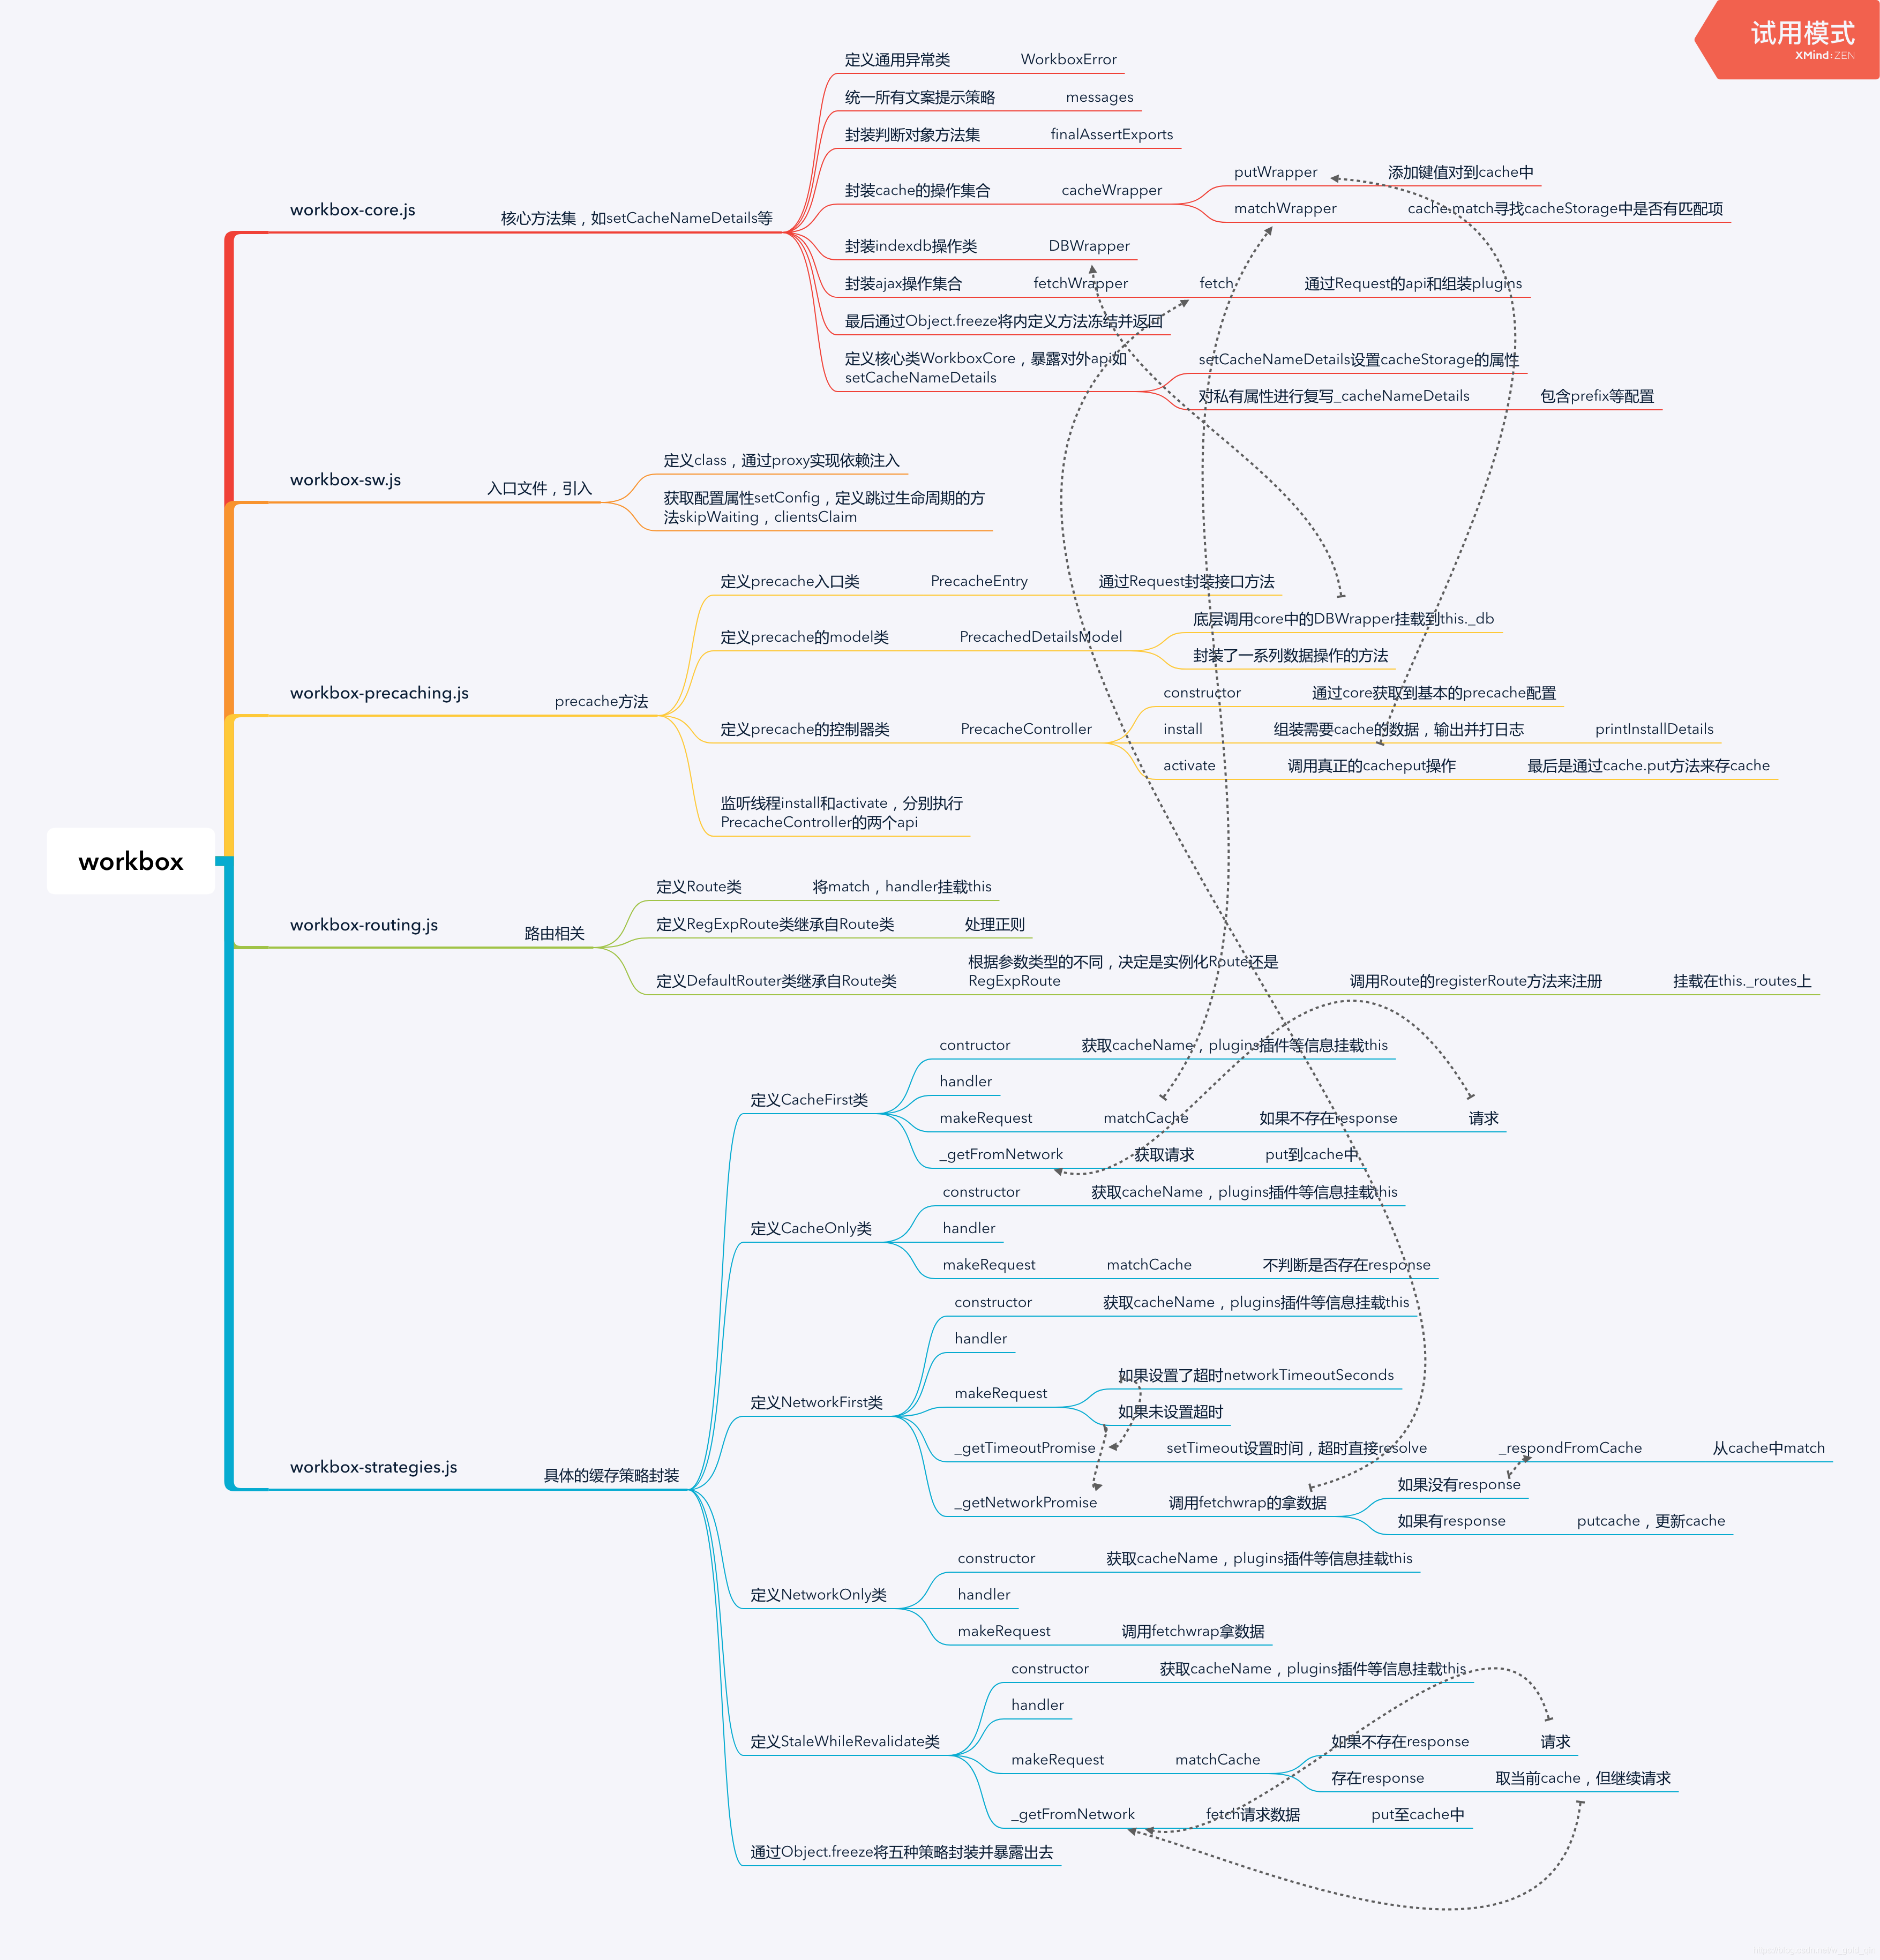 试用模式
XMind:ZEN
workbox
workbox-core.js
核心方法集，如setCacheNameDetails等
定义通用异常类
WorkboxError
统一所有文案提示策略
messages
封装判断对象方法集
finalAssertExports
封装cache的操作集合
cacheWrapper
putWrapper
添加键值对到cache中
matchWrapper
cache.match寻找cacheStorage中是否有匹配项
封装indexdb操作类
DBWrapper
封装ajax操作集合
fetchWrapper
fetch
通过Request的api和组装plugins
最后通过Object.freeze将内定义方法冻结并返回
定义核心类WorkboxCore，暴露对外api如
setCacheNameDetails
setCacheNameDetails设置cacheStorage的属性
对私有属性进行复写_cacheNameDetails
包含prefix等配置
workbox-sw.js
入口文件，引入
定义class，通过proxy实现依赖注入
获取配置属性setConfig，定义跳过生命周期的方
法skipWaiting，clientsClaim
workbox-precaching.js
precache方法
定义precache入口类
PrecacheEntry
通过Request封装接口方法
定义precache的model类
PrecachedDetailsModel
底层调用core中的DBWrapper挂载到this._db
封装了一系列数据操作的方法
定义precache的控制器类
PrecacheController
constructor
通过core获取到基本的precache配置
install
组装需要cache的数据，输出并打日志
printInstallDetails
activate
调用真正的cacheput操作
最后是通过cache.put方法来存cache
监听线程install和activate，分别执行
PrecacheController的两个api
workbox-routing.js
路由相关
定义Route类
将match，handler挂载this
定义RegExpRoute类继承自Route类
处理正则
定义DefaultRouter类继承自Route类
根据参数类型的不同，决定是实例化Route还是
RegExpRoute
调用Route的registerRoute方法来注册
挂载在this._routes上
workbox-strategies.js
具体的缓存策略封装
定义CacheFirst类
contructor
获取cacheName，plugins插件等信息挂载this
handler
makeRequest
matchCache
如果不存在response
请求
_getFromNetwork
获取请求
put到cache中
定义CacheOnly类
constructor
获取cacheName，plugins插件等信息挂载this
handler
makeRequest
matchCache
不判断是否存在response
定义NetworkFirst类
constructor
获取cacheName，plugins插件等信息挂载this
handler
makeRequest
如果设置了超时networkTimeoutSeconds
如果未设置超时
_getTimeoutPromise
setTimeout设置时间，超时直接resolve
_respondFromCache
从cache中match
_getNetworkPromise
调用fetchwrap的拿数据
如果没有response
如果有response
putcache，更新cache
定义NetworkOnly类
constructor
获取cacheName，plugins插件等信息挂载this
handler
makeRequest
调用fetchwrap拿数据
定义StaleWhileRevalidate类
constructor
获取cacheName，plugins插件等信息挂载this
handler
makeRequest
matchCache
如果不存在response
请求
存在response
取当前cache，但继续请求
_getFromNetwork
fetch请求数据
put至cache中
通过Object.freeze将五种策略封装并暴露出去